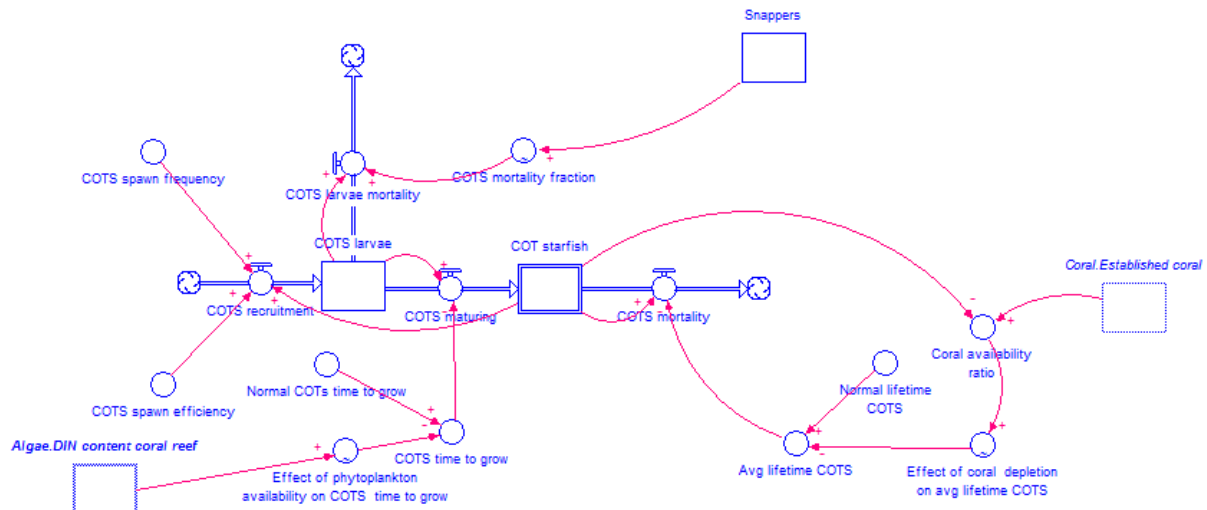 Snappers
COTS spawn frequency
COTS larvae mortality
COTS mortality fraction
COTS larvae
COT starfish
Coral.Established coral
COTS recruitment
COTS maturing
COTS mortality
Coral availability
ratio
Normal COTs time to grow
Normal lifetime
COTS
COTS spawn efficiency
Algae.DIN content coral reef
COTS time to grow
Avg lifetime COTS
Effect of coral depletion
on avg lifetime COTS
Effect of phytoplankton
availability on COTS time to grow